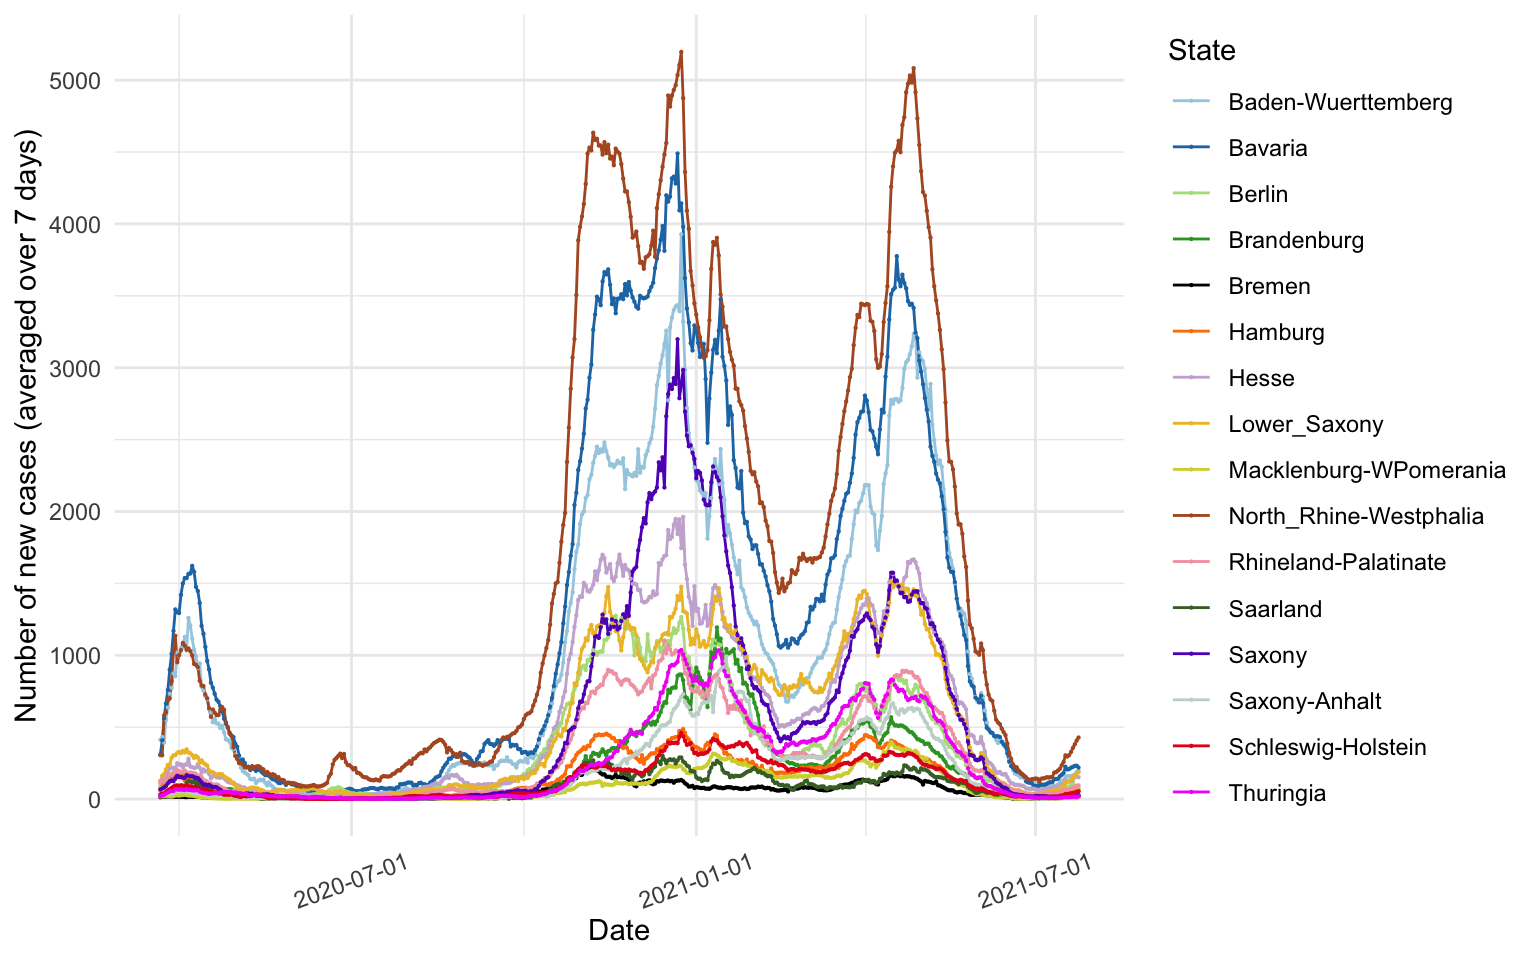 Number of new cases (averaged over 7 days)
5000
4000
3000
2000
1000
0
2020-07-01
2021-01-01
2021-07-01
Date
State
Baden-Wuerttemberg
Bavaria
Berlin
Brandenburg
Bremen
Hamburg
Hesse
Lower_Saxony
Macklenburg-WPomerania
North_Rhine-Westphalia
Rhineland-Palatinate
Saarland
Saxony
Saxony-Anhalt
Schleswig-Holstein
Thuringia